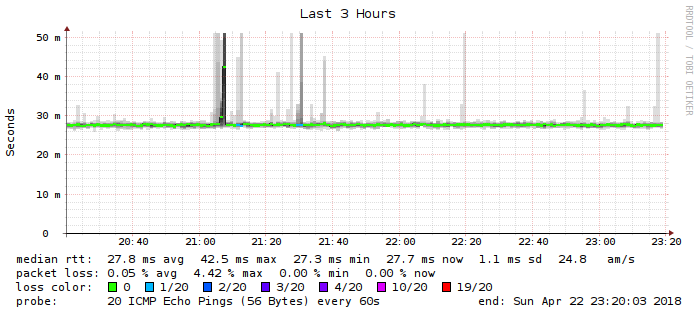 Last 3 Hours
RRDTOOL / TOBI OETIKER
Seconds
50 m
40 m
30 m
20 m
10 m
0
20:40 21:00 21:20 21:40 22:00 22:20 22:40 23:00 23:20
median rtt: 27.8 ms avg 42.5 ms max 27.3 ms min 27.7 ms now 1.1 ms sd 24.8 am/s
packet loss: 0.05 % avg 4.42 % max 0.00 % min 0.00 % now
loss color: 0 1/20 2/20 3/20 4/20 10/20 19/20
probe: 20 ICMP Echo Pings (56 Bytes) every 60s end: Sun Apr 22 23:20:03 2018